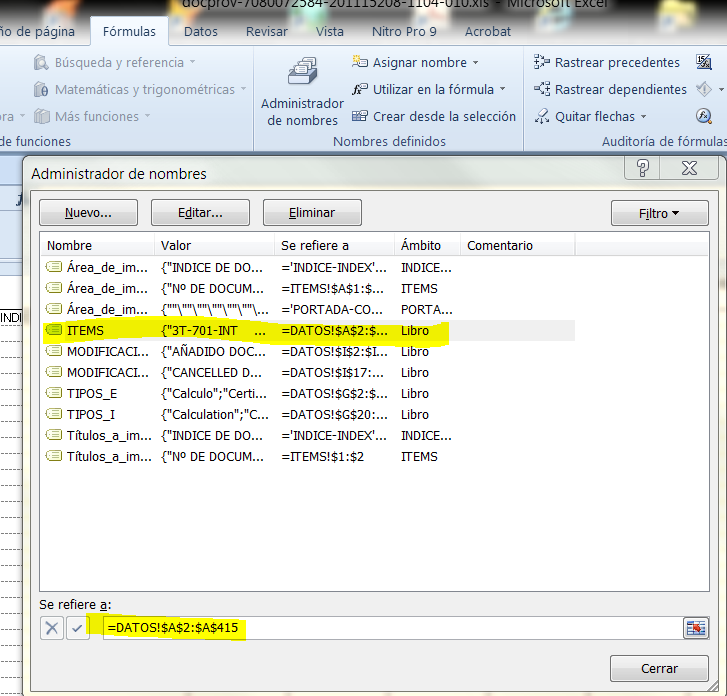 docprov-7080072584-201115208-1104-010.xls - Microsoft Excel
ño de página Fórmulas Datos Revisar Vista Nitro Pro 9 Acrobat
Búsqueda y referencia
Matemáticas y trigonométricas
ora Más funciones
de funciones
Administrador de nombres
Asignar nombre
Utilizar en la fórmula
Crear desde la selección
Nombres definidos
Rastrear precedentes
Rastrear dependientes
Quitar flechas
Auditoría de fórmulas
INDI
Administrador de nombres
Nuevo... Editar... Eliminar Filtro
Nombre Valor Se refiere a Ámbito Comentario
Área_de_im... {"INDICE DE DO... ='INDICE-INDEX'... INDICE...
Área_de_im... {"Nº DE DOCUM... =ITEMS!$A$1:$... ITEMS
Área_de_im... {""\""\""\""\""\""\... ='PORTADA-CO... PORTA...
ITEMS {"3T-701-INT ... =DATOS!$A$2:$... Libro
MODIFICACI... {"AÑADIDO DOC... =DATOS!$I$2:$I... Libro
MODIFICACI... {"CANCELLED D... =DATOS!$I$17:... Libro
TIPOS_E {"Calculo";"Certi... =DATOS!$G$2:$... Libro
TIPOS_I {"Calculation";"C... =DATOS!$G$20:... Libro
Títulos_a_im... {"INDICE DE DO... ='INDICE-INDEX'... INDICE...
Títulos_a_im... {"Nº DE DOCUM... =ITEMS!$1:$2 ITEMS
Se refiere a:
=DATOS!$A$2:$A$415
Cerrar